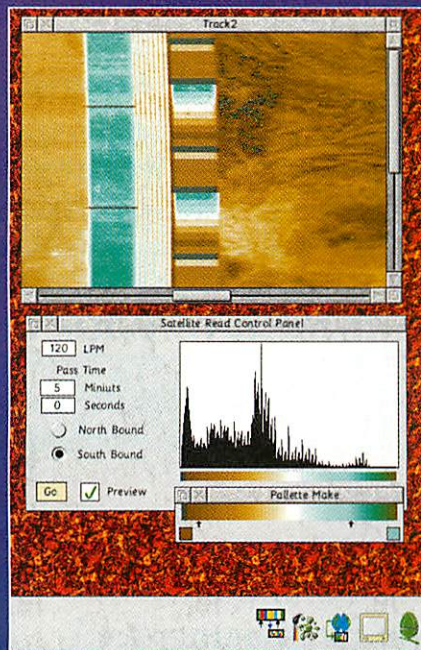 Track2
Satellite Read Control Panel
120 LPM
Pass Time
5 Miniuts
0 Seconds
North Bound
South Bound
Go Preview
Pallette Make